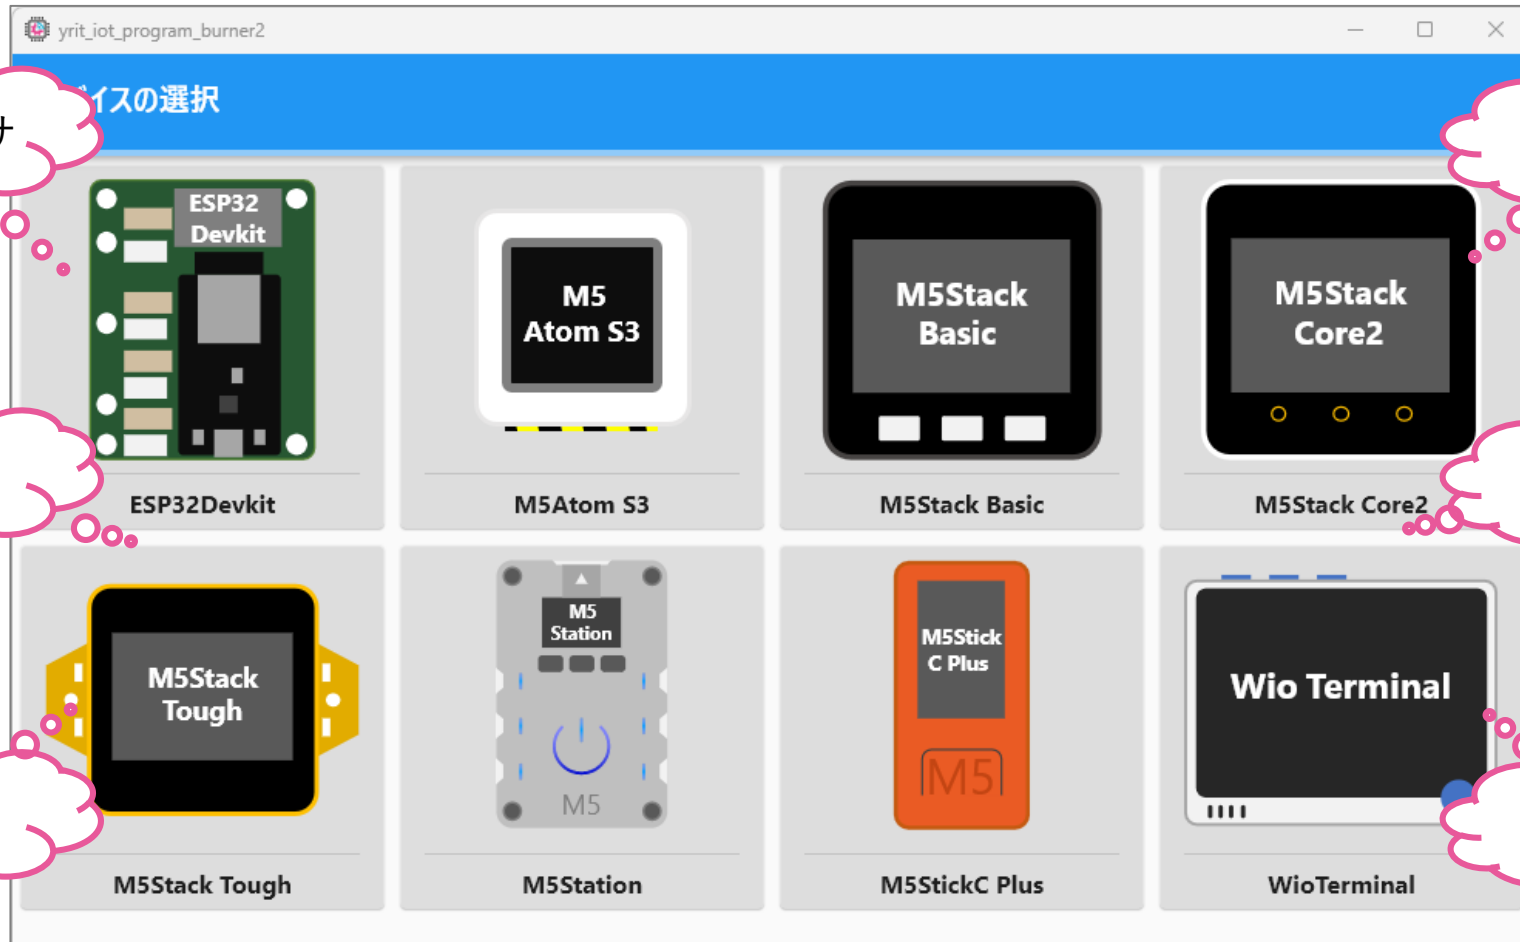 yrit_iot_program_burner2
イスの選択
ナ
ESP32
Devkit
M5
Atom S3
M5Stack
Basic
M5Stack
Core2
ESP32Devkit
M5Atom S3
M5Stack Basic
M5Stack Core2
M5Stack
Tough
M5
Station
M5
M5Stick
C Plus
M5
Wio Terminal
M5Stack Tough
M5Station
M5StickC Plus
WioTerminal